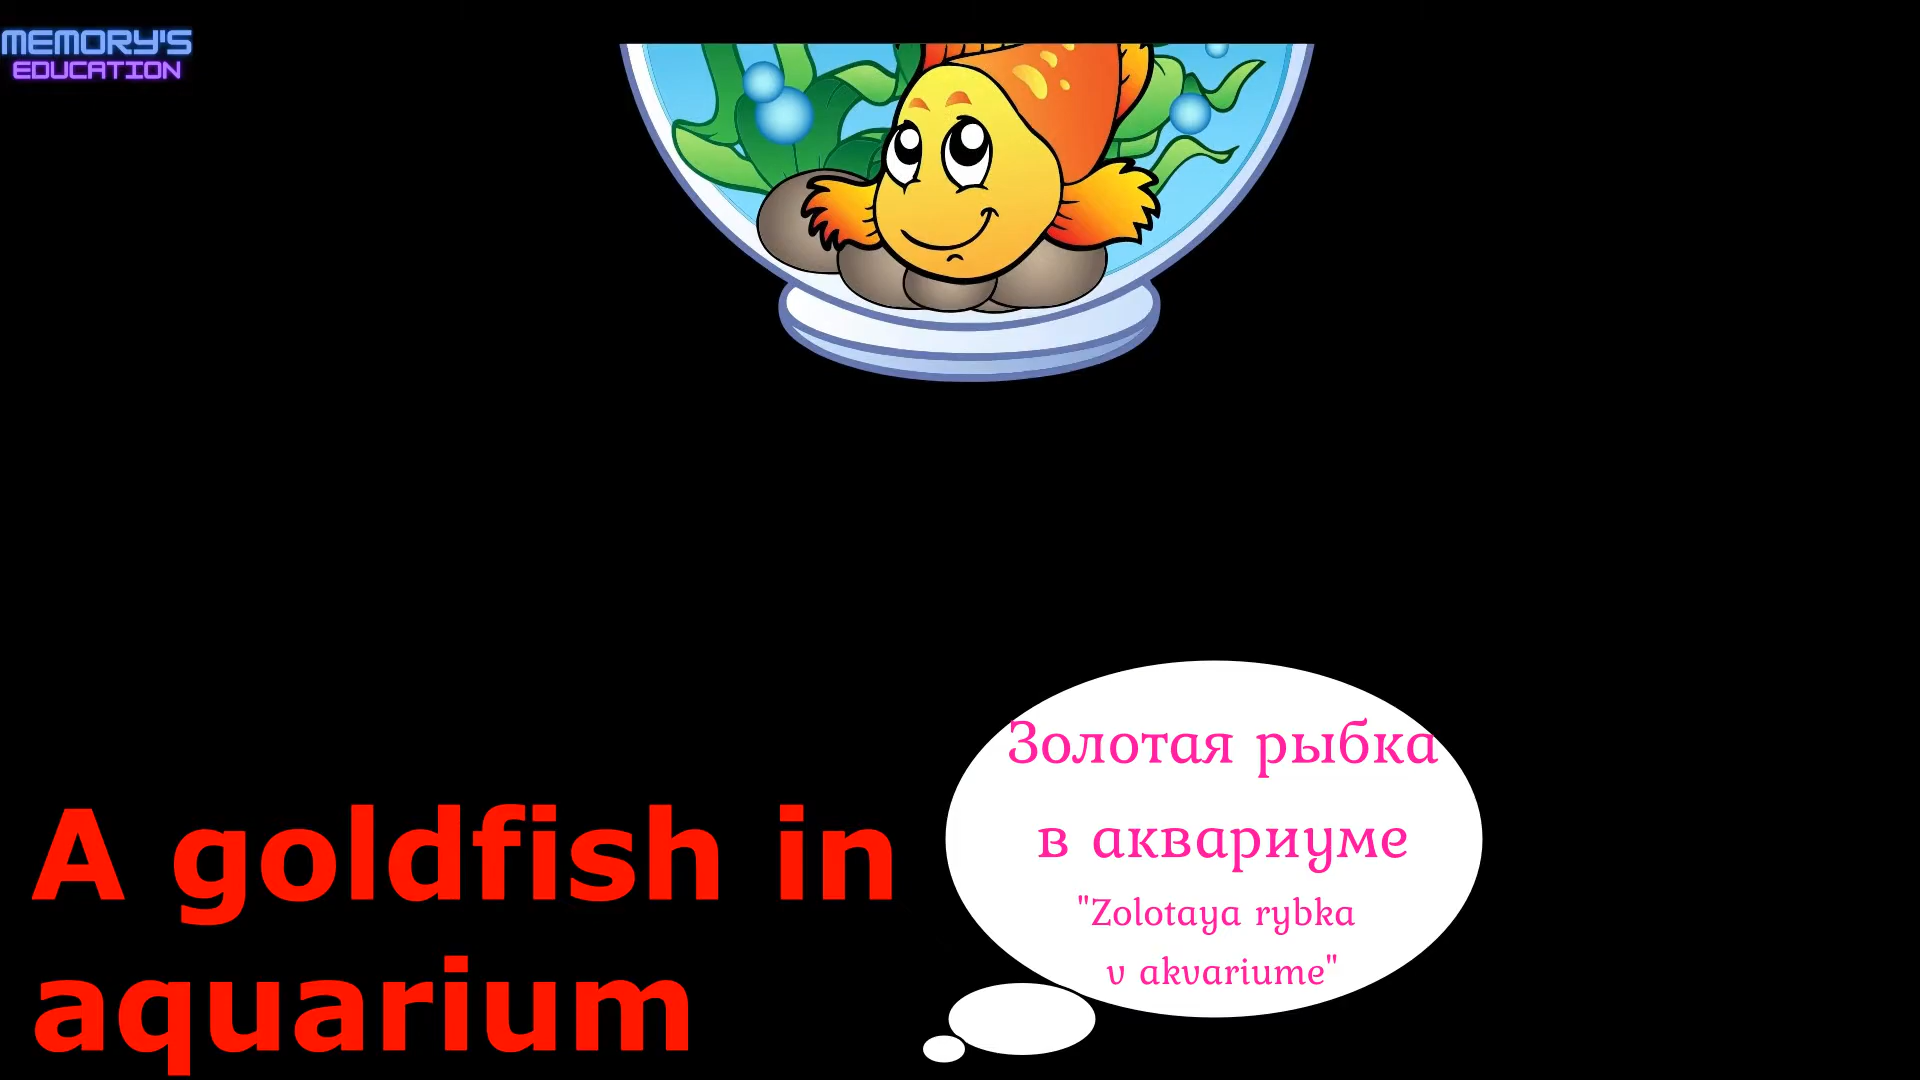 MEMORY'S
EDUCATION
A goldfish in
aquarium
Золотая рыбка
в аквариуме
"Zolotaya rybka
v akvariume"